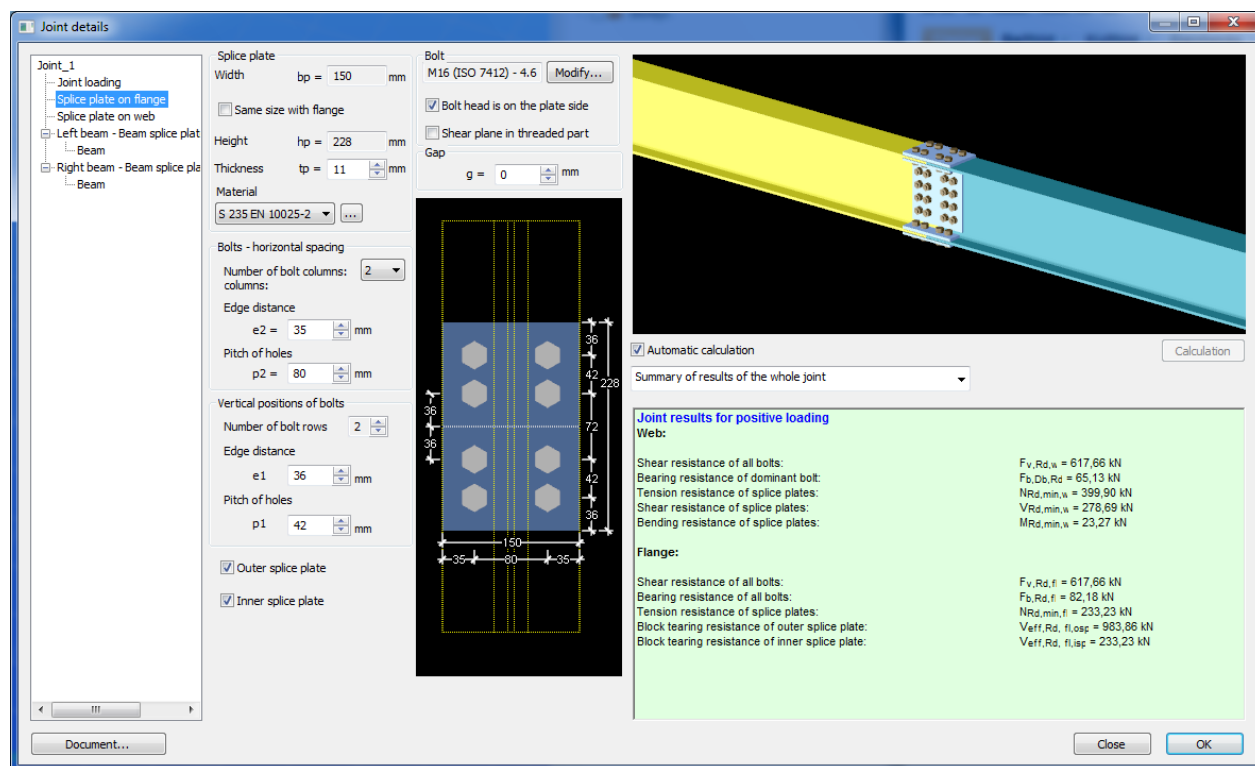 Joint details
Joint_1
Joint loading
Splice plate on flange
Splice plate on web
Left beam - Beam splice plat
Beam
Right beam - Beam splice pla
Beam
Splice plate
Width bp = 150 mm
Same size with flange
Height hp = 228 mm
Thickness tp = 11 mm
Material
S 235 EN 10025-2 ...
Bolts - horizontal spacing
Number of bolt columns: 2
columns:
Edge distance
e2 = 35 mm
Pitch of holes
p2 = 80 mm
Vertical positions of bolts
Number of bolt rows 2
Edge distance
e1 36 mm
Pitch of holes
p1 42 mm
Outer splice plate
Inner splice plate
Bolt
M16 (ISO 7412) - 4.6 Modify...
Bolt head is on the plate side
Shear plane in threaded part
Gap
g = 0 mm
36
42
228
36
72
36
42
36
150
35 80 35
Automatic calculation
Calculation
Summary of results of the whole joint
Joint results for positive loading
Web:
Shear resistance of all bolts: Fv,Rd,w = 617,66 kN
Bearing resistance of dominant bolt: Fb,Db,Rd = 65,13 kN
Tension resistance of splice plates: NRd,min,w = 399,90 kN
Shear resistance of splice plates: VRd,min,w = 278,69 kN
Bending resistance of splice plates: MRd,min,w = 23,27 kN
Flange:
Shear resistance of all bolts: Fv,Rd,fl = 617,66 kN
Bearing resistance of all bolts: Fb,Rd,fl = 82,18 kN
Tension resistance of splice plates: NRd,min,fl = 233,23 kN
Block tearing resistance of outer splice plate: Veff,Rd, fl,osp = 983,86 kN
Block tearing resistance of inner splice plate: Veff,Rd, fl,isp = 233,23 kN
Document...
Close
OK